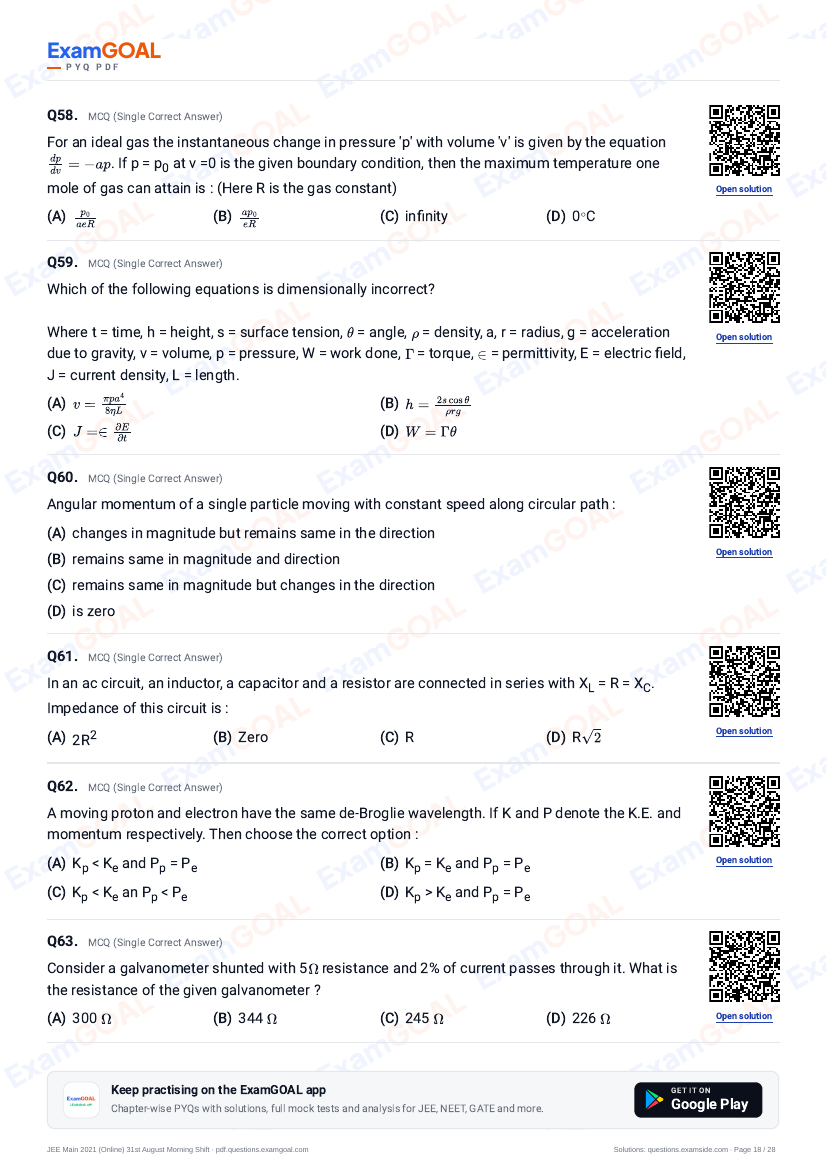 ExamGOAL
PYQ PDF
Q58. MCQ (Single Correct Answer)
For an ideal gas the instantaneous change in pressure 'p' with volume 'v' is given by the equation
dp/dv = −ap. If p = p₀ at v =0 is the given boundary condition, then the maximum temperature one
mole of gas can attain is : (Here R is the gas constant)
(A) p₀/aeR (B) ap₀/eR (C) infinity (D) 0°C
Open solution
Q59. MCQ (Single Correct Answer)
Which of the following equations is dimensionally incorrect?
Where t = time, h = height, s = surface tension, θ = angle, ρ = density, a, r = radius, g = acceleration
due to gravity, v = volume, p = pressure, W = work done, Γ = torque, ∈ = permittivity, E = electric field,
J = current density, L = length.
(A) v = πpa⁴/8ηL (B) h = 2s cos θ/ρrg
(C) J =∈ ∂E/∂t (D) W = Γθ
Open solution
Q60. MCQ (Single Correct Answer)
Angular momentum of a single particle moving with constant speed along circular path :
(A) changes in magnitude but remains same in the direction
(B) remains same in magnitude and direction
(C) remains same in magnitude but changes in the direction
(D) is zero
Open solution
Q61. MCQ (Single Correct Answer)
In an ac circuit, an inductor, a capacitor and a resistor are connected in series with X_L = R = X_C.
Impedance of this circuit is :
(A) 2R² (B) Zero (C) R (D) R√2
Open solution
Q62. MCQ (Single Correct Answer)
A moving proton and electron have the same de-Broglie wavelength. If K and P denote the K.E. and
momentum respectively. Then choose the correct option :
(A) Kₚ < Kₑ and Pₚ = Pₑ (B) Kₚ = Kₑ and Pₚ = Pₑ
(C) Kₚ < Kₑ an Pₚ < Pₑ (D) Kₚ > Kₑ and Pₚ = Pₑ
Open solution
Q63. MCQ (Single Correct Answer)
Consider a galvanometer shunted with 5Ω resistance and 2% of current passes through it. What is
the resistance of the given galvanometer ?
(A) 300 Ω (B) 344 Ω (C) 245 Ω (D) 226 Ω
Open solution
ExamGOAL
Keep practising on the ExamGOAL app
Chapter-wise PYQs with solutions, full mock tests and analysis for JEE, NEET, GATE and more.
GET IT ON
Google Play
JEE Main 2021 (Online) 31st August Morning Shift · pdf.questions.examgoal.com
Solutions: questions.examside.com · Page 18 / 28